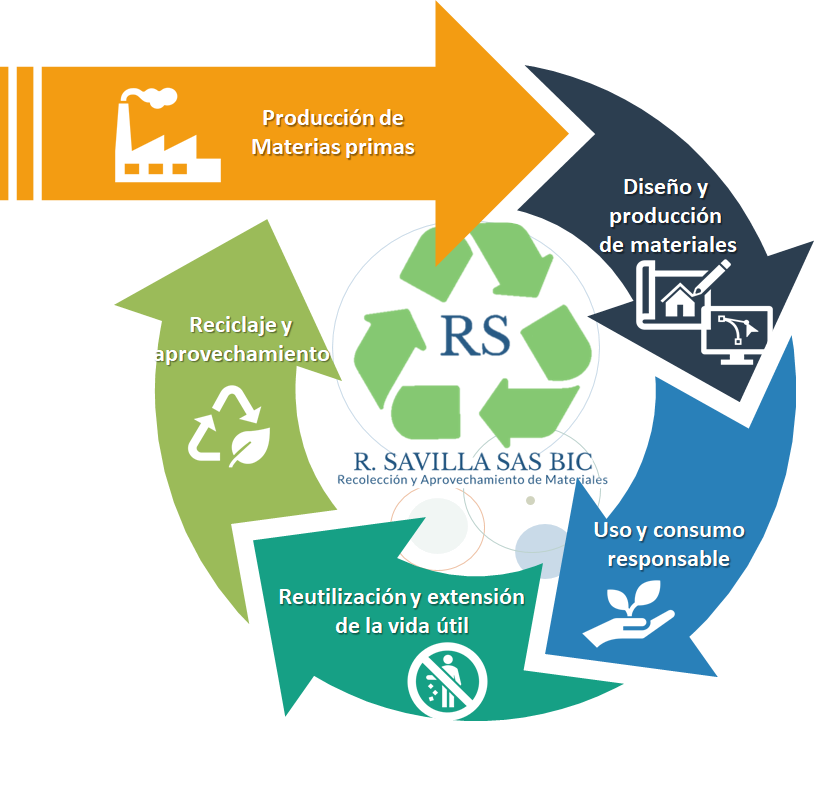 Producción de
Materias primas
Diseño y
producción
de materiales
Uso y consumo
responsable
Reutilización y extensión
de la vida útil
Reciclaje y
aprovechamiento
RS
R. SAVILLA SAS BIC
Recolección y Aprovechamiento de Materiales